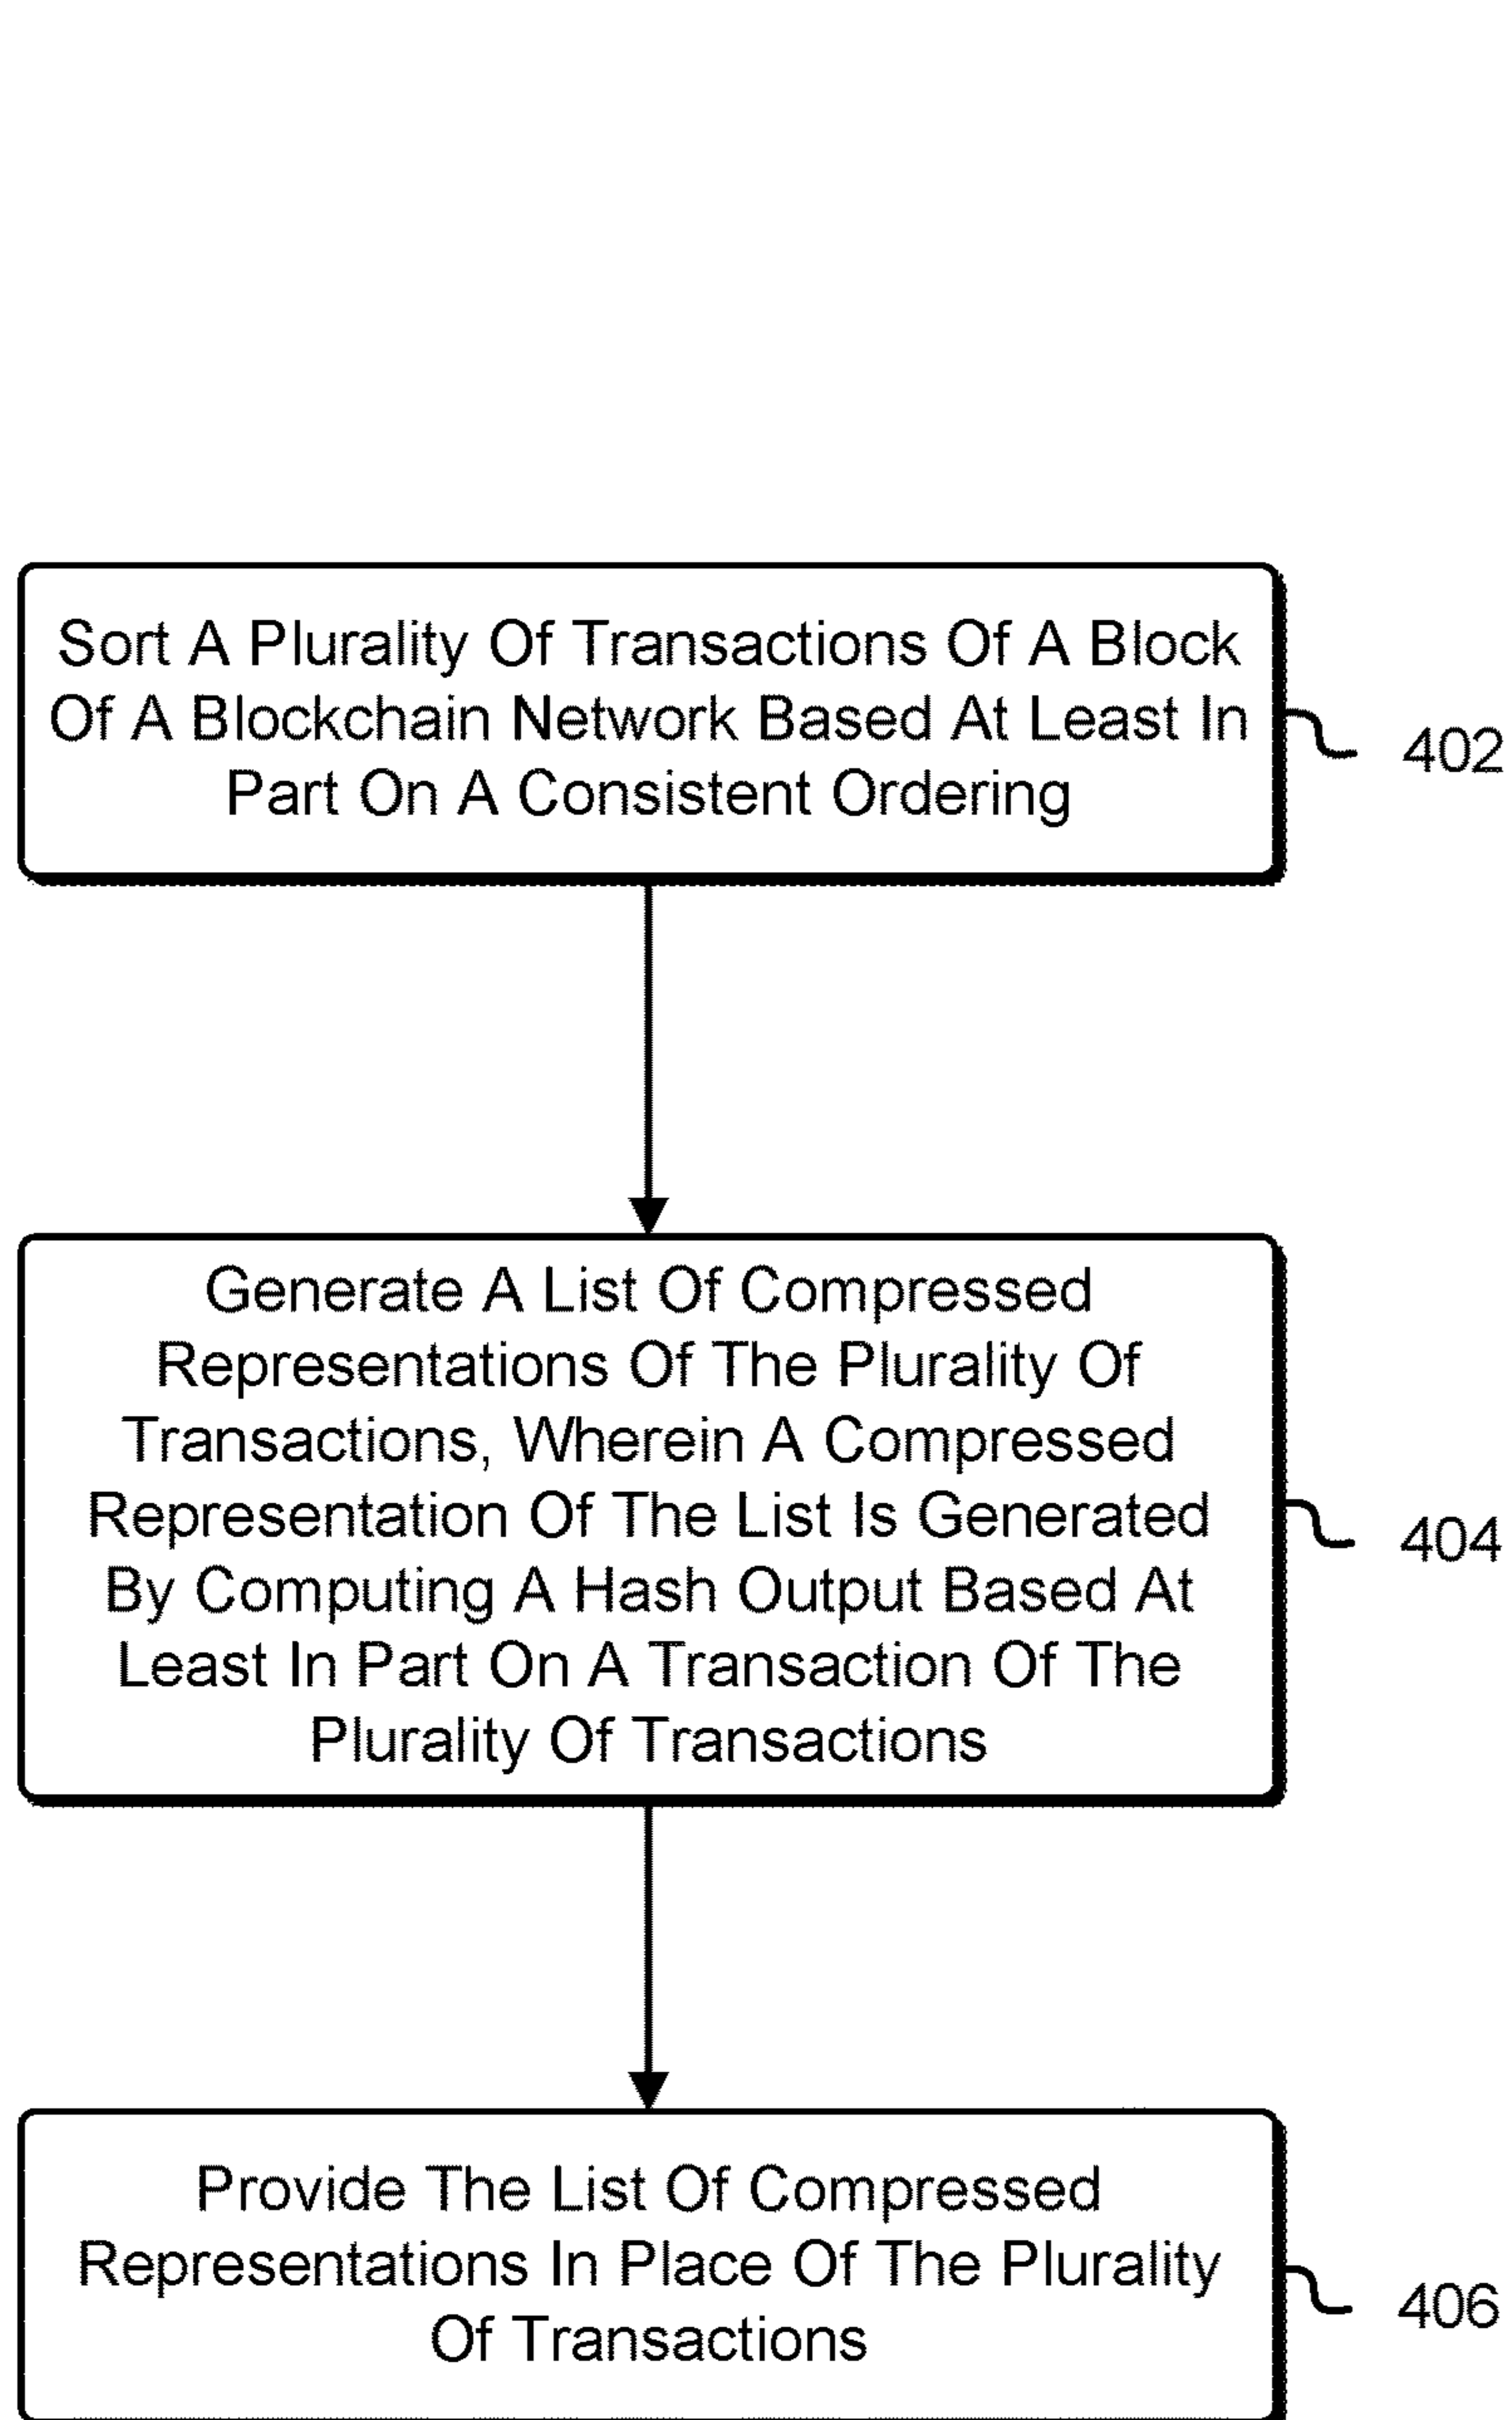 Sort A Plurality Of Transactions Of A Block
Of A Blockchain Network Based At Least In
Part On A Consistent Ordering
402
Generate A List Of Compressed
Representations Of The Plurality Of
Transactions, Wherein A Compressed
Representation Of The List Is Generated
By Computing A Hash Output Based At
Least In Part On A Transaction Of The
Plurality Of Transactions
404
Provide The List Of Compressed
Representations In Place Of The Plurality
Of Transactions
406